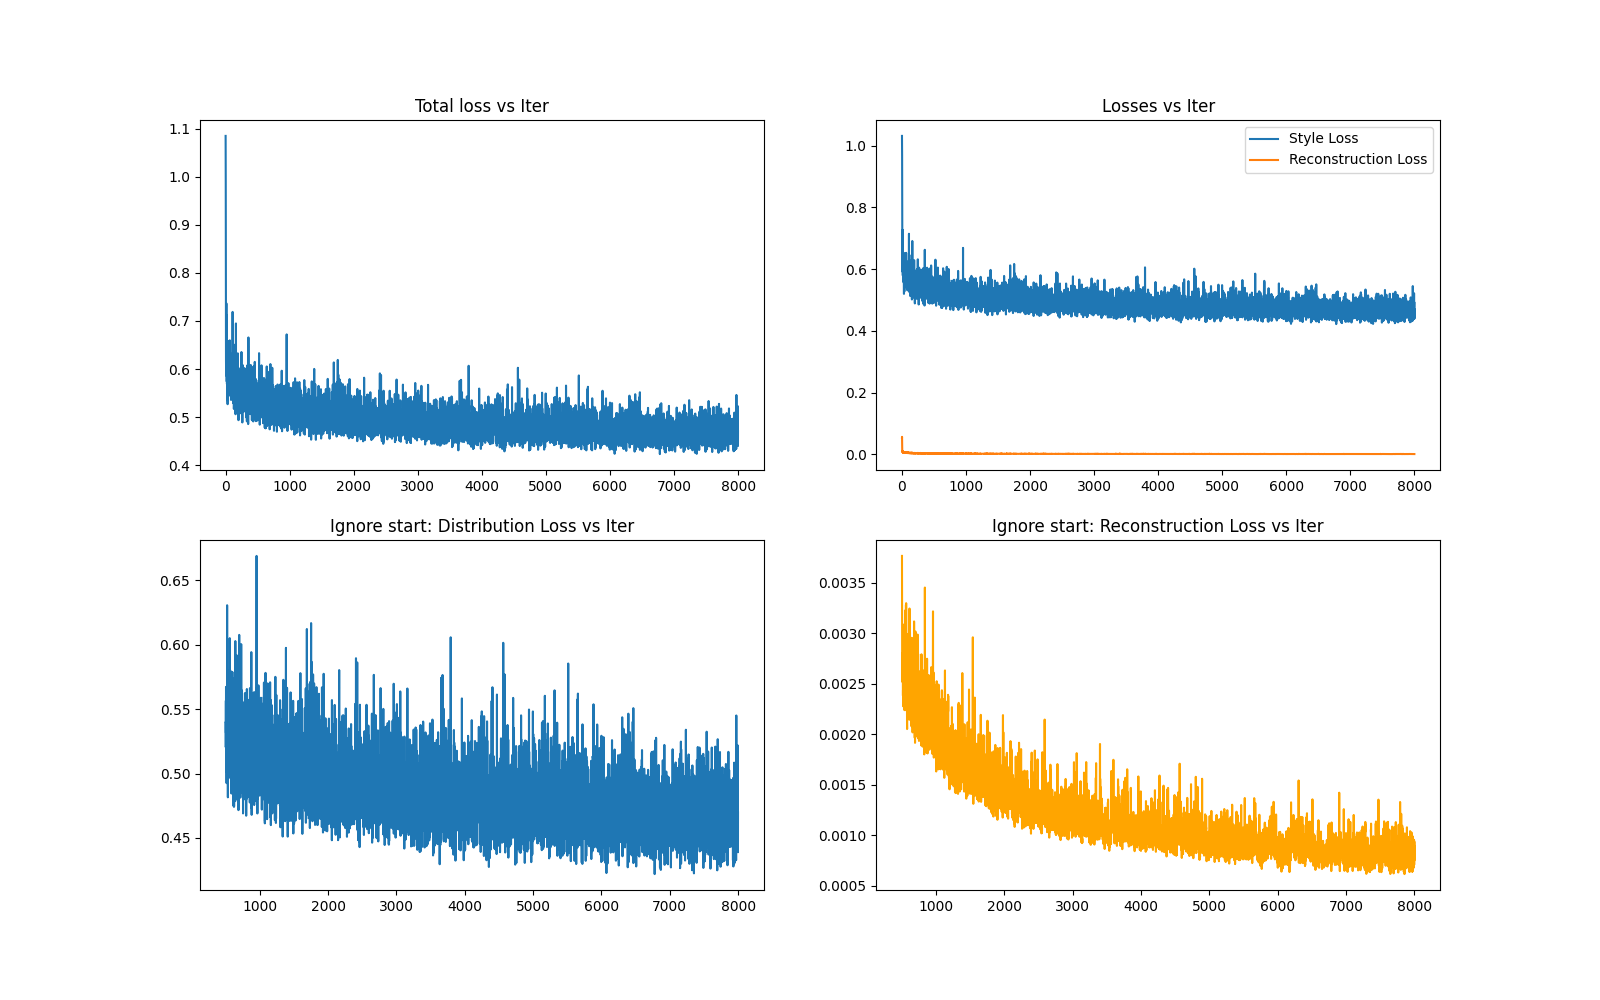 Total loss vs Iter
1.1
1.0
0.9
0.8
0.7
0.6
0.5
0.4
0 1000 2000 3000 4000 5000 6000 7000 8000
Losses vs Iter
Style Loss
Reconstruction Loss
1.0
0.8
0.6
0.4
0.2
0.0
0 1000 2000 3000 4000 5000 6000 7000 8000
Ignore start: Distribution Loss vs Iter
0.65
0.60
0.55
0.50
0.45
1000 2000 3000 4000 5000 6000 7000 8000
Ignore start: Reconstruction Loss vs Iter
0.0035
0.0030
0.0025
0.0020
0.0015
0.0010
0.0005
1000 2000 3000 4000 5000 6000 7000 8000